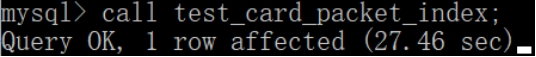 mysql> call test_card_packet_index;
Query OK, 1 row affected (27.46 sec)